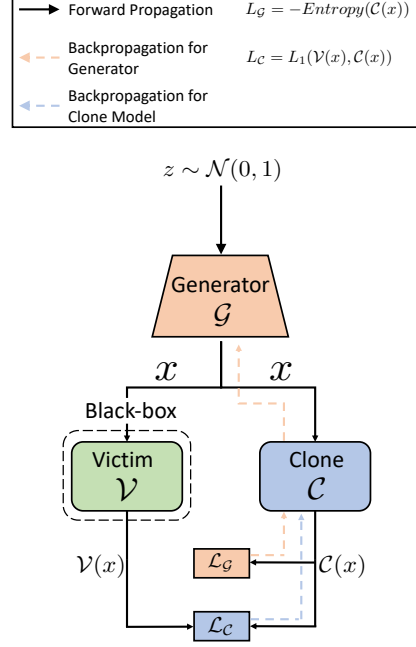 Forward Propagation
L_𝒢 = −Entropy(𝒞(x))
Backpropagation for
Generator
L_𝒞 = L_1(𝒱(x), 𝒞(x))
Backpropagation for
Clone Model
z ∼ 𝒩(0, 1)
Generator
𝒢
x
x
Black-box
Victim
𝒱
Clone
𝒞
𝒱(x)
ℒ_𝒢
𝒞(x)
ℒ_𝒞